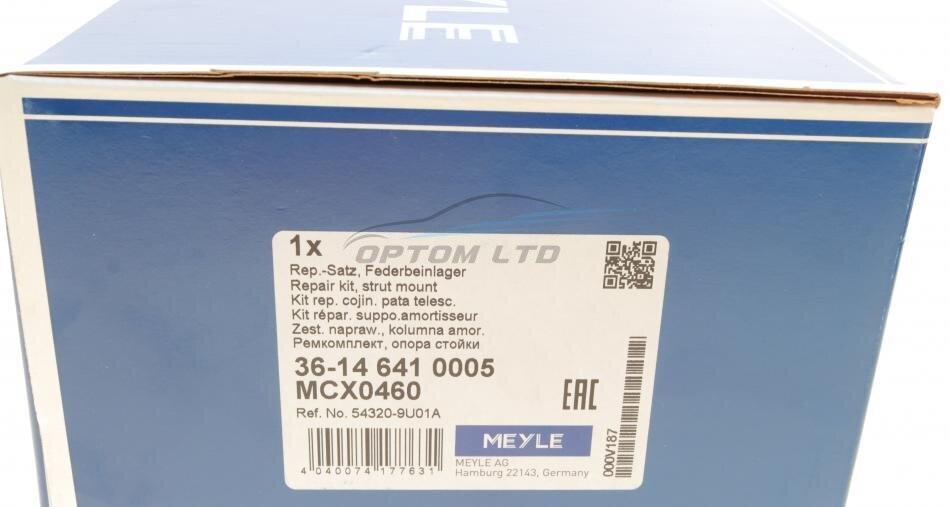 YLE
1x
OPTOM LTD
Rep.-Satz, Federbeinlager
Repair kit, strut mount
Kit rep. cojin. pata telesc.
Kit répar. suppo.amortisseur
Zest. napraw., kolumna amor.
Ремкомплект, опора стойки
36-14 641 0005
MCX0460
Ref. No. 54320-9U01A
EAC
4 040074 177631
MEYLE
MEYLE AG
Hamburg 22143, Germany
000V187